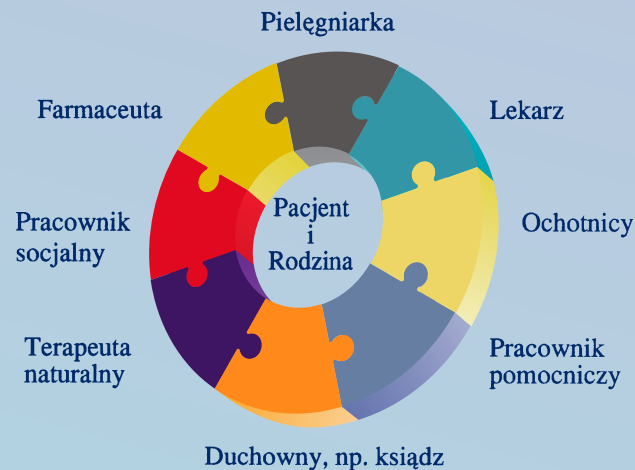 Pielęgniarka
Farmaceuta
Lekarz
Pacjent
i
Rodzina
Pracownik
socjalny
Ochotnicy
Terapeuta
naturalny
Pracownik
pomocniczy
Duchowny, np. ksiądz